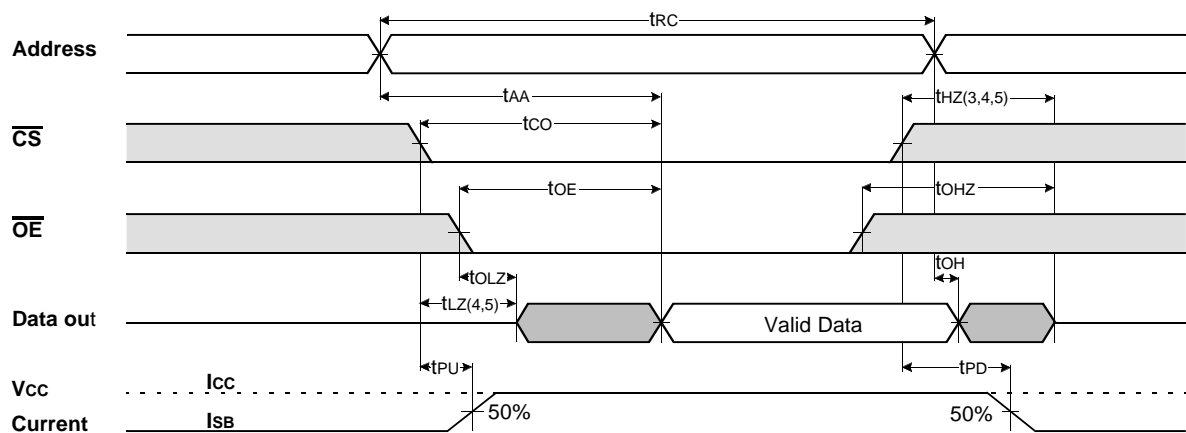 tRC
Address
tAA
tHZ(3,4,5)
tCO
CS
tOE
tOHZ
OE
tOH
tOLZ
tLZ(4,5)
Data out
Valid Data
tPU
tPD
VCC
ICC
50%
50%
Current
ISB